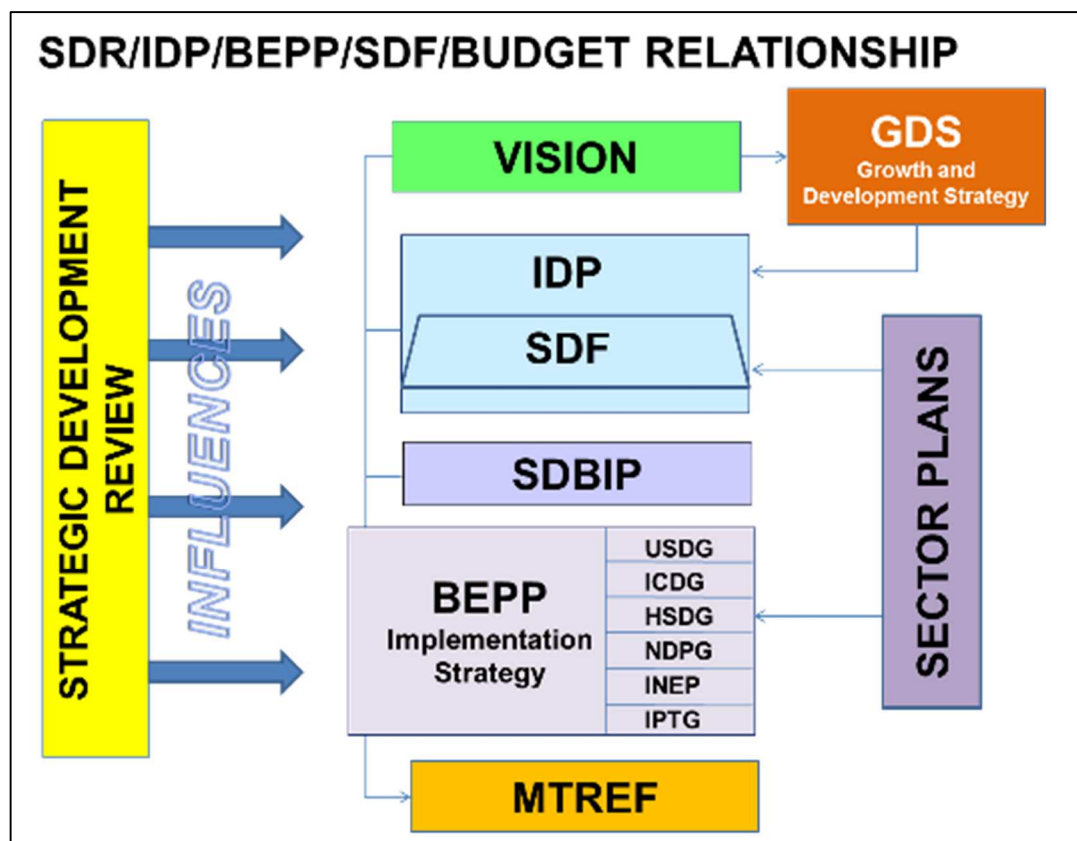 SDR/IDP/BEPP/SDF/BUDGET RELATIONSHIP
STRATEGIC DEVELOPMENT
REVIEW
INFLUENCES
VISION
GDS
Growth and
Development Strategy
IDP
SDF
SDBIP
BEPP
Implementation
Strategy
USDG
ICDG
HSDG
NDPG
INEP
IPTG
SECTOR PLANS
MTREF